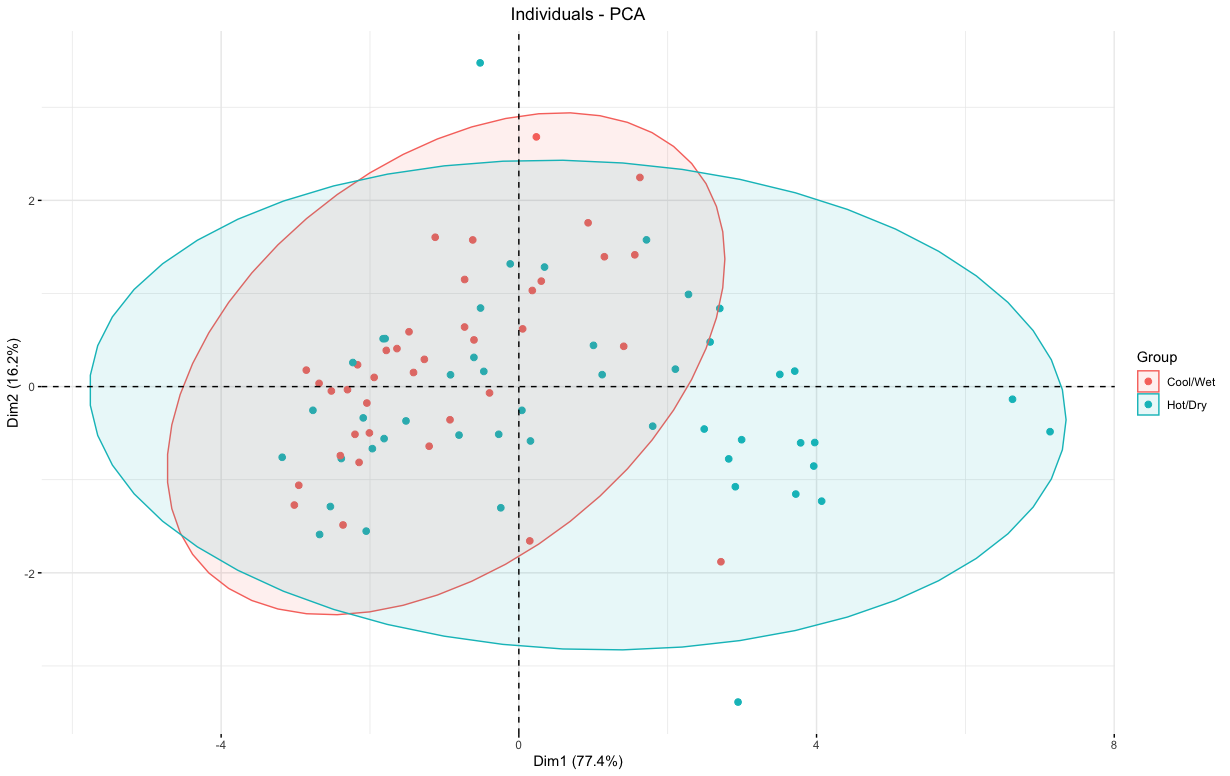 Individuals - PCA
Dim2 (16.2%)
2
0
-2
-4
0
4
8
Dim1 (77.4%)
Group
Cool/Wet
Hot/Dry